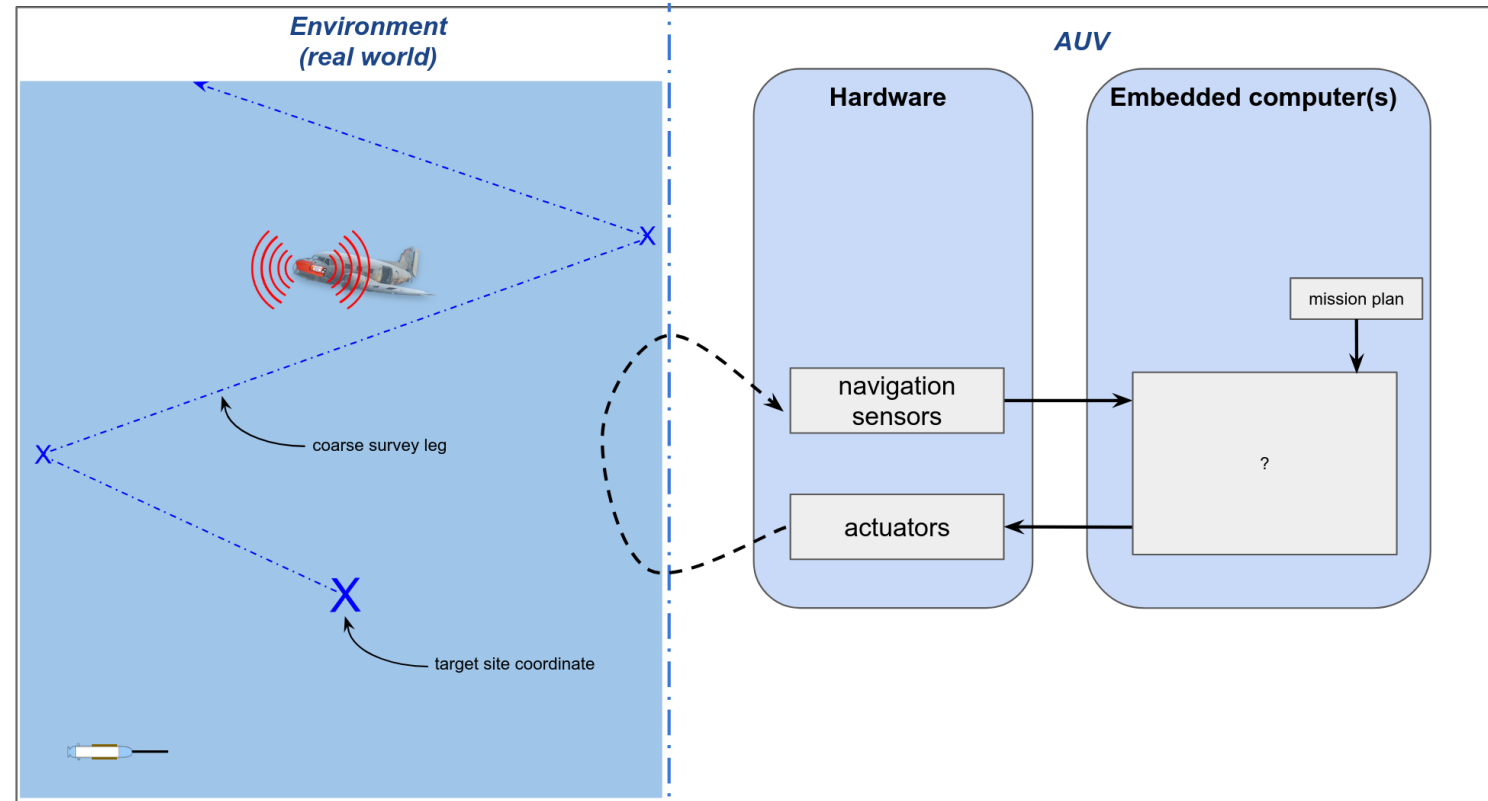 Environment
(real world)
AUV
Hardware
Embedded computer(s)
X
mission plan
navigation
sensors
coarse survey leg
X
?
actuators
X
target site coordinate